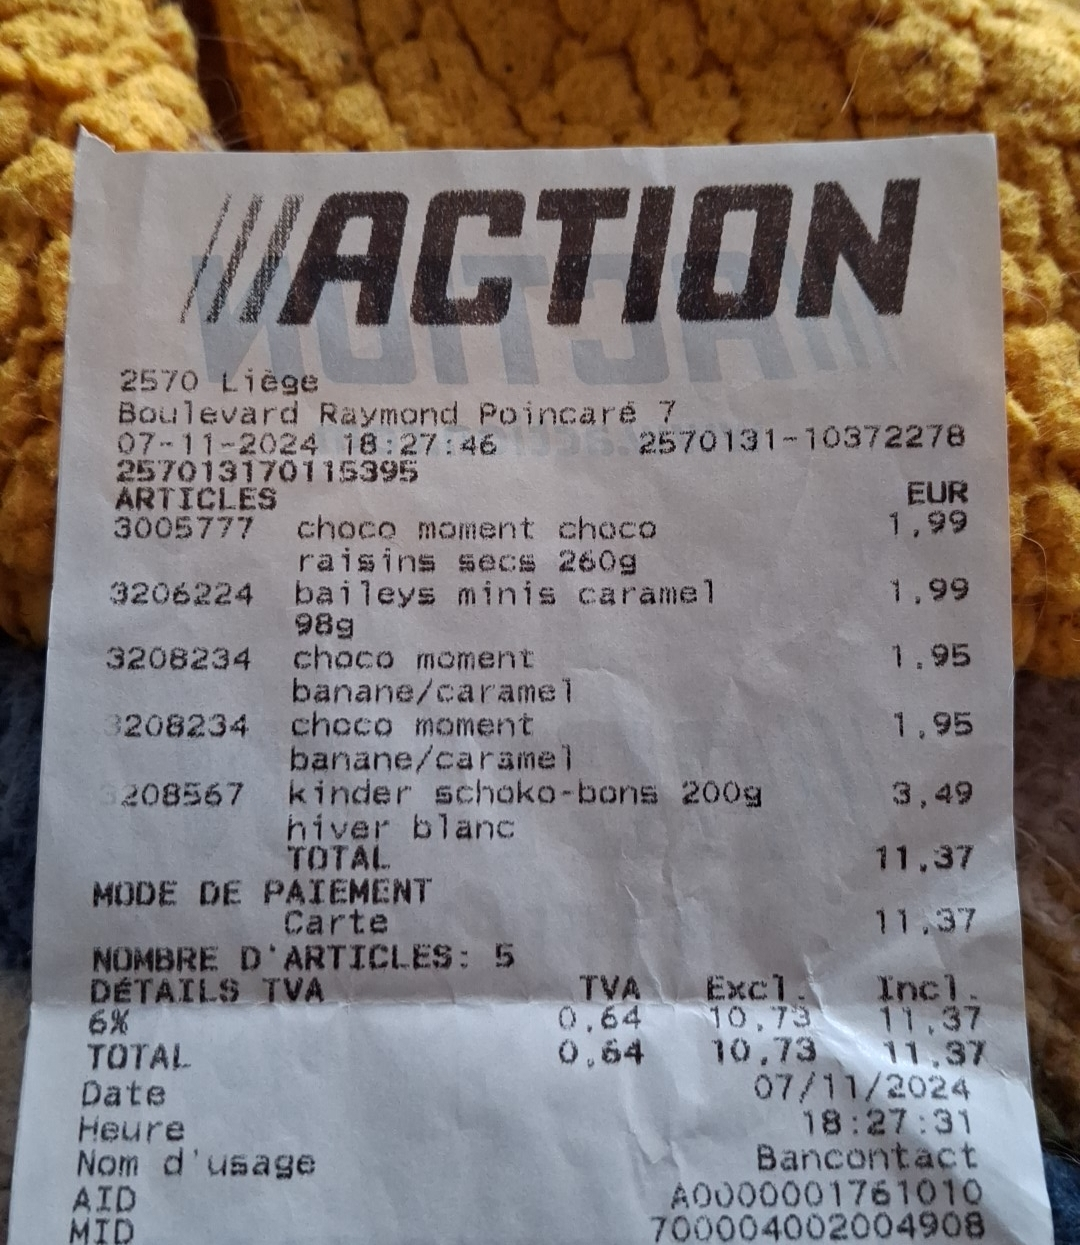 ACTION
2570 Liège
Boulevard Raymond Poincaré 7
07-11-2024 18:27:46 2570131-10372278
257013170115395
ARTICLES EUR
3005777 choco moment choco 1,99
raisins secs 260g
3206224 baileys minis caramel 1,99
98g
3208234 choco moment 1,95
banane/caramel
3208234 choco moment 1,95
banane/caramel
3208567 kinder schoko-bons 200g 3,49
hiver blanc
TOTAL 11,37
MODE DE PAIEMENT
Carte 11,37
NOMBRE D'ARTICLES: 5
DÉTAILS TVA TVA Excl. Incl.
6% 0,64 10,73 11,37
TOTAL 0,64 10,73 11,37
Date 07/11/2024
Heure 18:27:31
Nom d'usage Bancontact
AID A0000001761010
MID 7000040020049​08